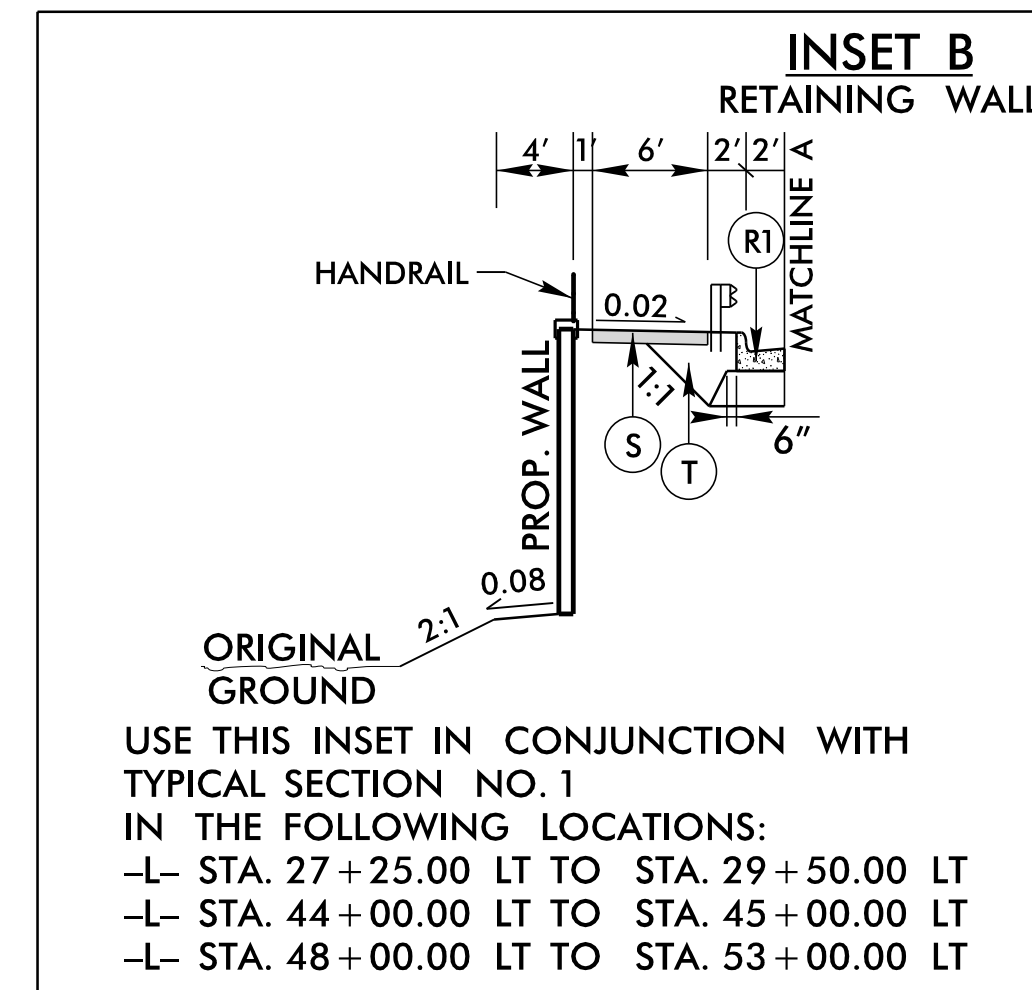 INSET B
RETAINING WALL
4′ 1′ 6′ 2′ 2′
MATCHLINE A
R1
HANDRAIL
0.02
PROP. WALL
1:1
6″
S
T
0.08
2:1
ORIGINAL
GROUND
USE THIS INSET IN CONJUNCTION WITH
TYPICAL SECTION NO. 1
IN THE FOLLOWING LOCATIONS:
–L– STA. 27+25.00 LT TO STA. 29+50.00 LT
–L– STA. 44+00.00 LT TO STA. 45+00.00 LT
–L– STA. 48+00.00 LT TO STA. 53+00.00 LT